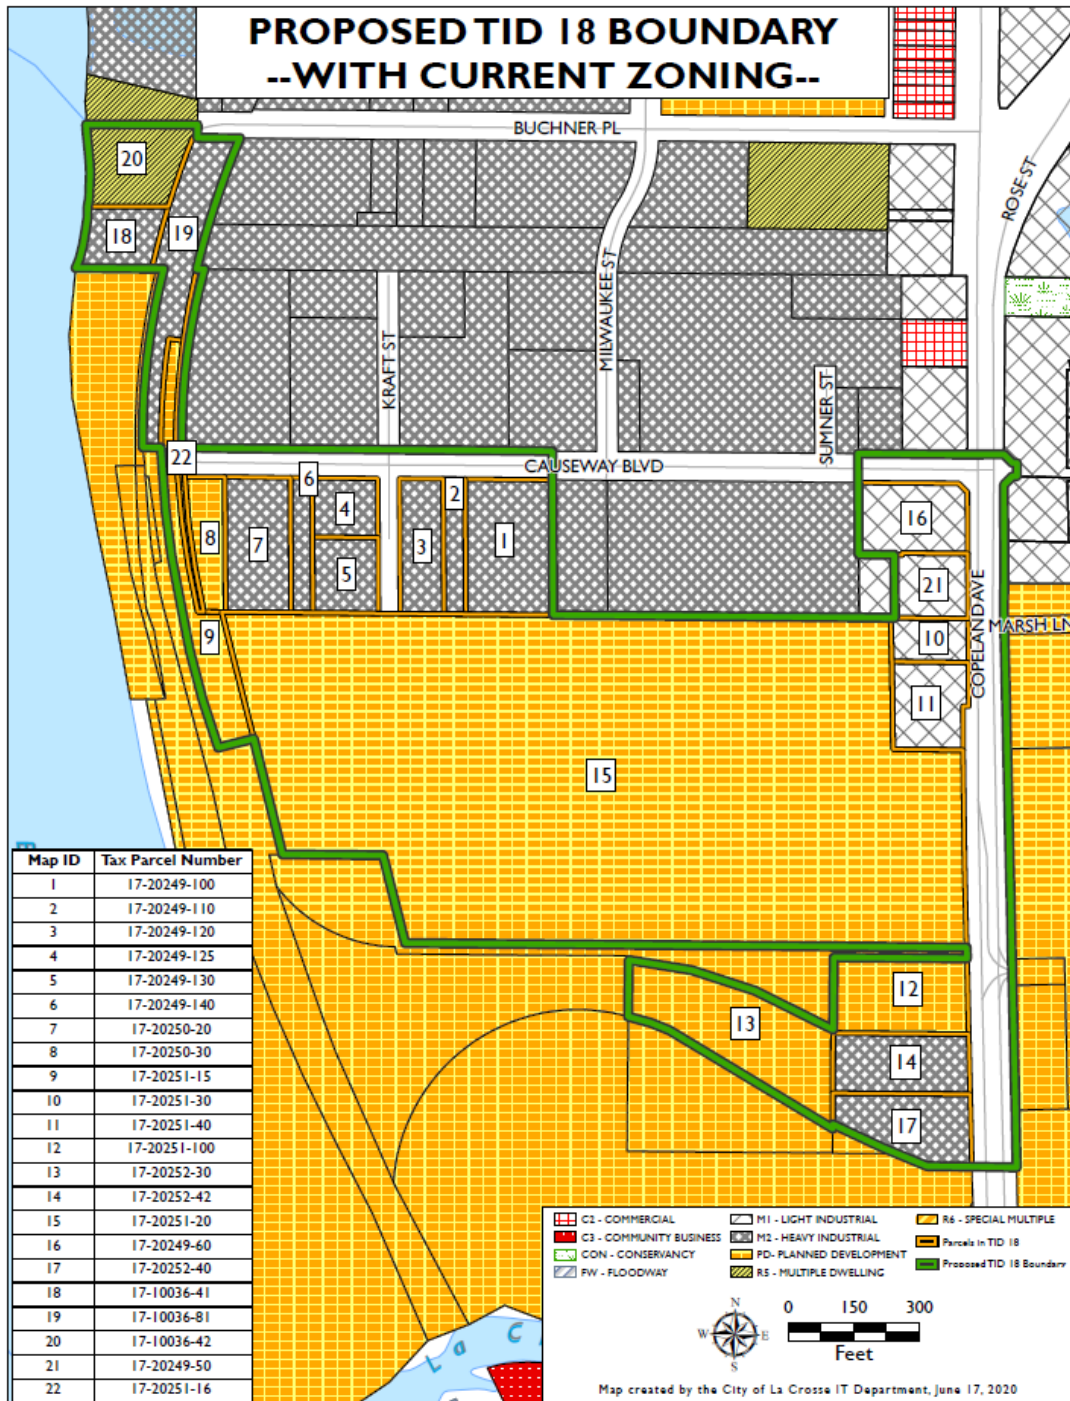 PROPOSED TID 18 BOUNDARY
--WITH CURRENT ZONING--
BUCHNER PL
ROSE ST
MILWAUKEE ST
KRAFT ST
SUMNER ST
CAUSEWAY BLVD
COPELAND AVE
MARSH LN
20
18
19
22
6
4
2
8
7
5
3
1
16
21
9
10
11
15
12
13
14
17
Map ID Tax Parcel Number
1 17-20249-100
2 17-20249-110
3 17-20249-120
4 17-20249-125
5 17-20249-130
6 17-20249-140
7 17-20250-20
8 17-20250-30
9 17-20251-15
10 17-20251-30
11 17-20251-40
12 17-20251-100
13 17-20252-30
14 17-20252-42
15 17-20251-20
16 17-20249-60
17 17-20252-40
18 17-10036-41
19 17-10036-81
20 17-10036-42
21 17-20249-50
22 17-20251-16
La C
C2 - COMMERCIAL
C3 - COMMUNITY BUSINESS
CON - CONSERVANCY
FW - FLOODWAY
M1 - LIGHT INDUSTRIAL
M2 - HEAVY INDUSTRIAL
PD- PLANNED DEVELOPMENT
R5 - MULTIPLE DWELLING
R6 - SPECIAL MULTIPLE
Parcels in TID 18
Proposed TID 18 Boundary
N
W E
S
0 150 300
Feet
Map created by the City of La Crosse IT Department, June 17, 2020